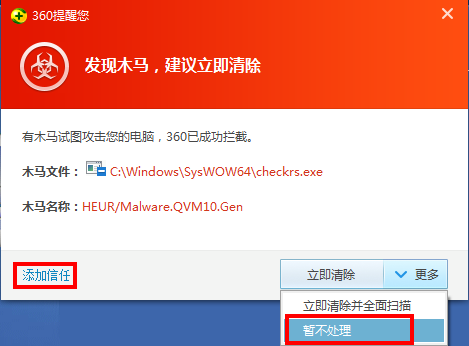 360提醒您
发现木马，建议立即清除
有木马试图攻击您的电脑，360已成功拦截。
木马文件： C:\Windows\SysWOW64\checkrs.exe
木马名称：HEUR/Malware.QVM10.Gen
添加信任 立即清除 更多
立即清除并全面扫描
暂不处理